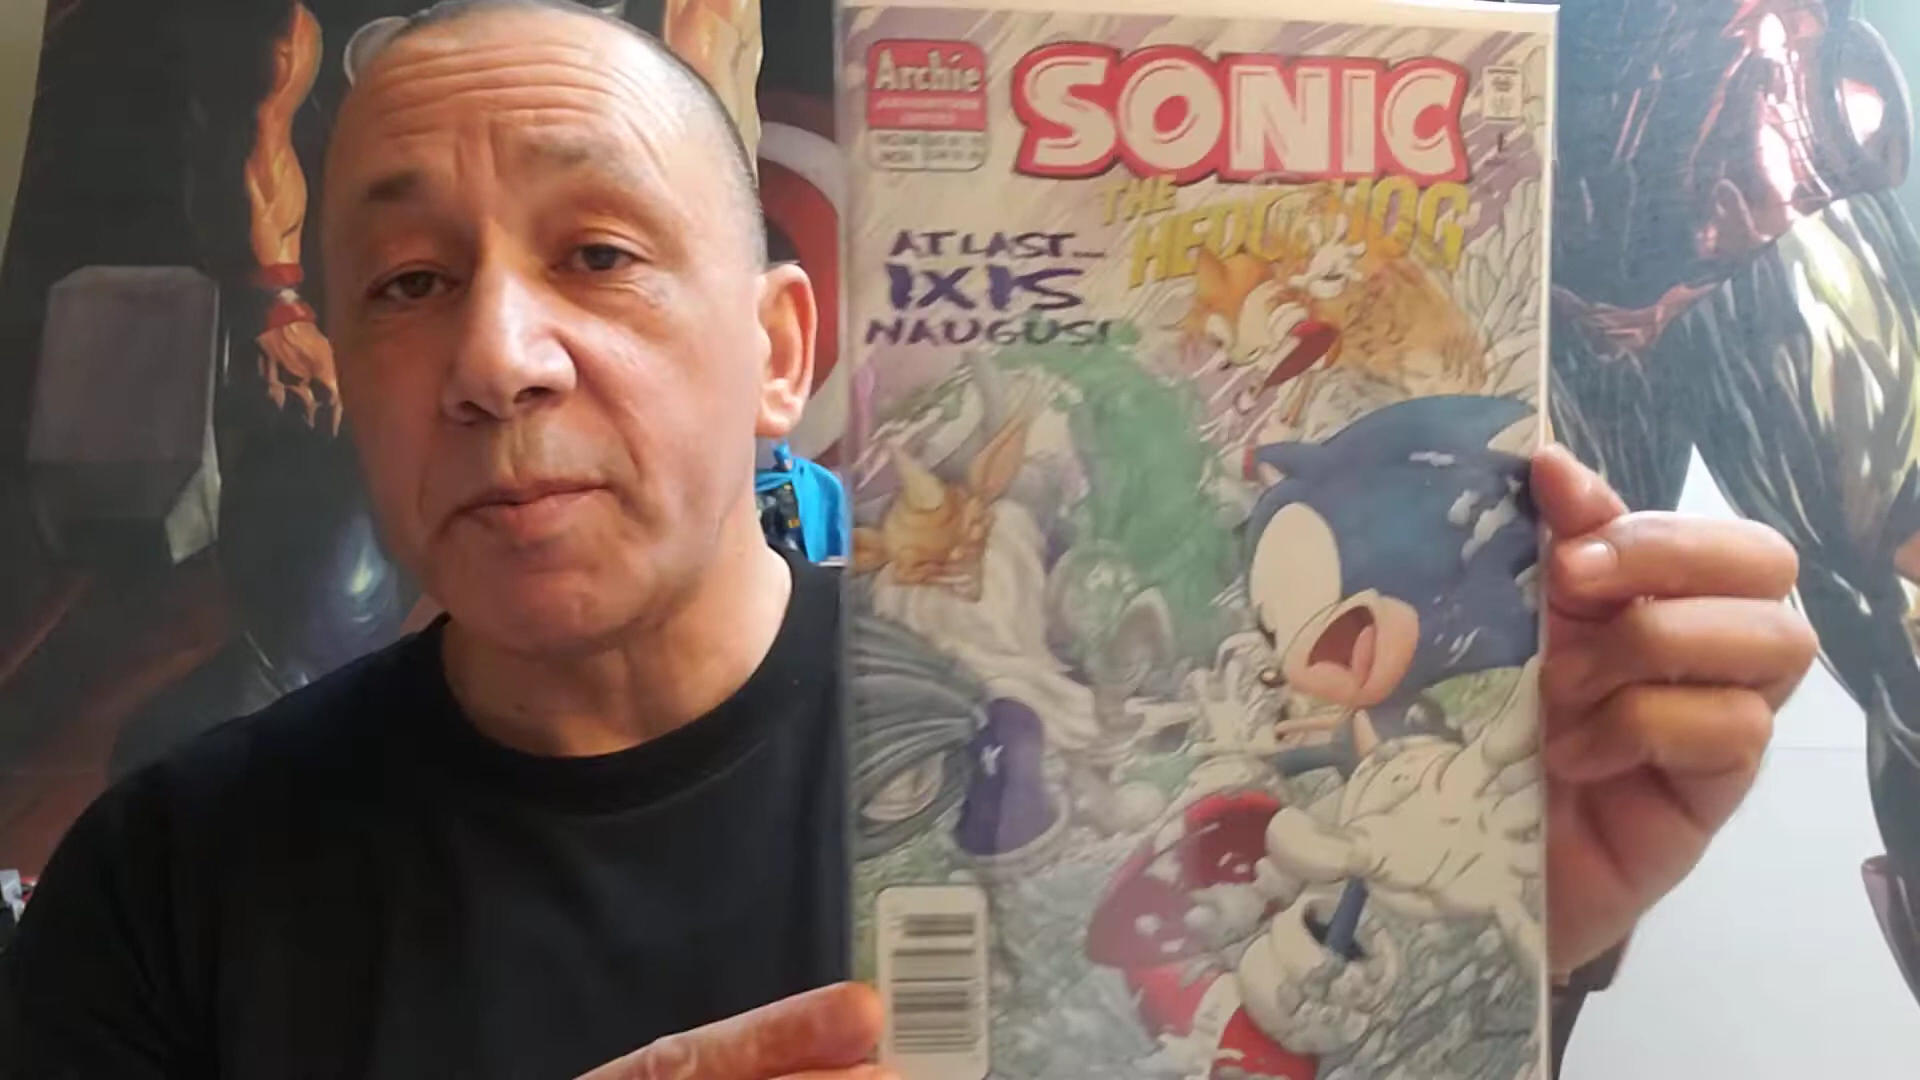 Archie
SONIC
THE
HEDGEHOG
AT LAST...
IXIS
NAUGUS!